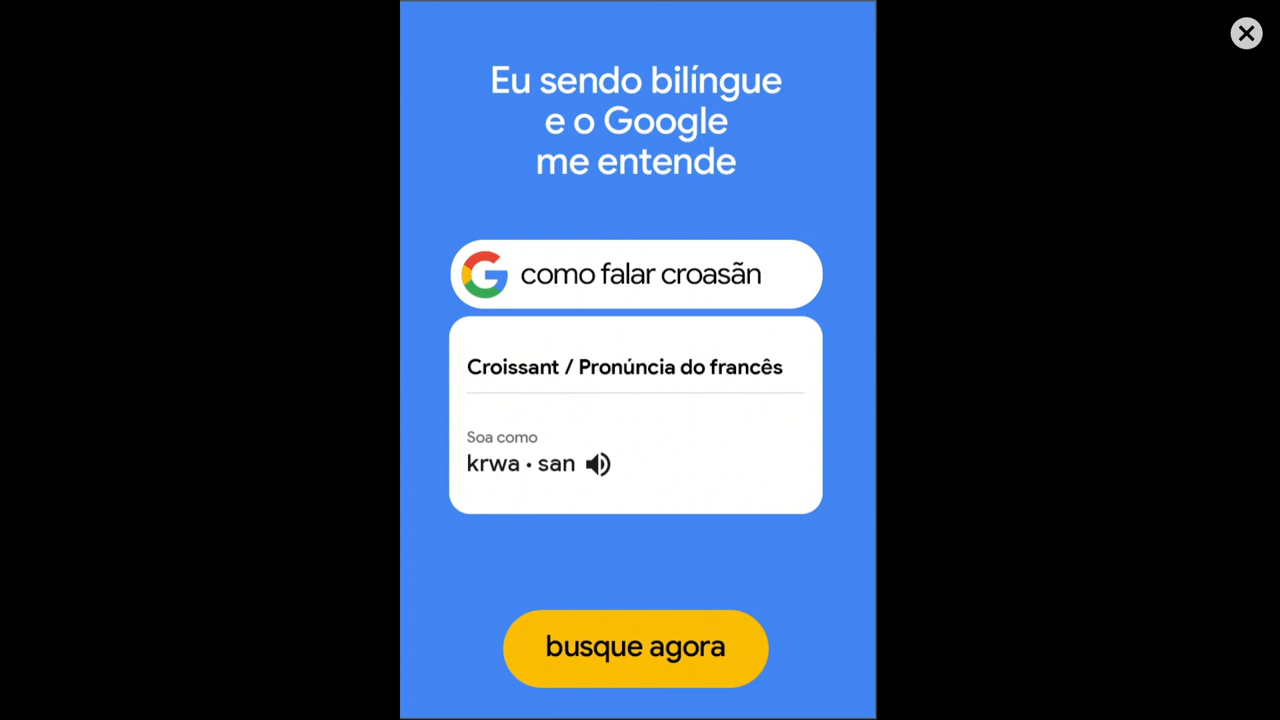 Eu sendo bilíngue
e o Google
me entende
como falar croasãn
Croissant / Pronúncia do francês
Soa como
krwa • san
busque agora